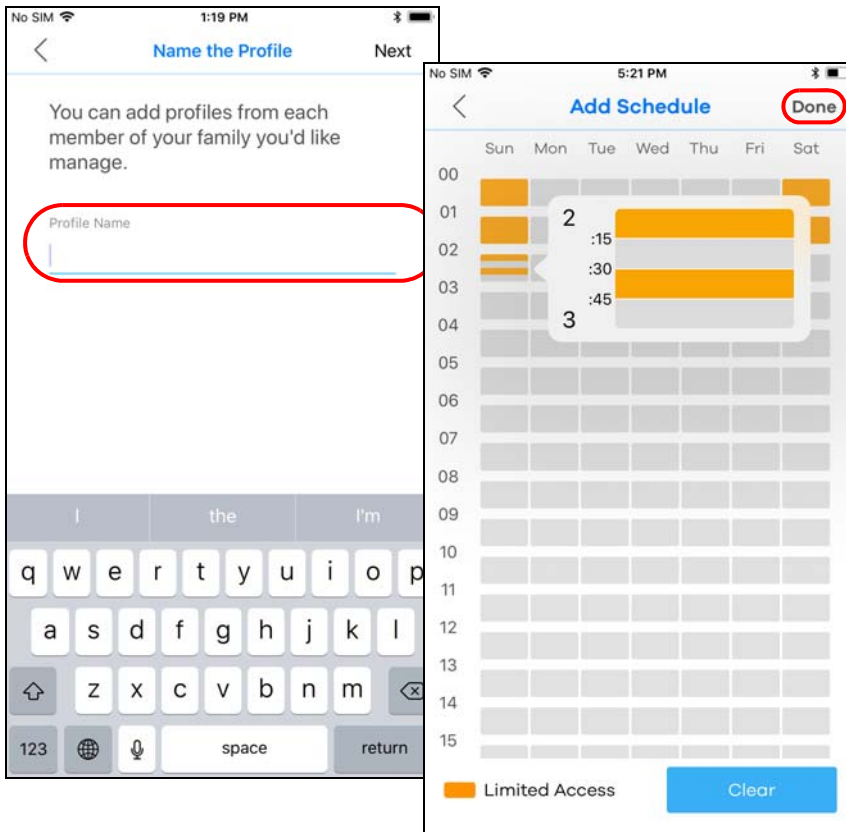 No SIM 1:19 PM
Name the Profile Next
You can add profiles from each
member of your family you'd like
manage.
Profile Name
I the I'm
q w e r t y u i o p
a s d f g h j k l
z x c v b n m
123 space return
No SIM 5:21 PM
Add Schedule Done
Sun Mon Tue Wed Thu Fri Sat
00
01
02
03
04
05
06
07
08
09
10
11
12
13
14
15
2
:15
:30
:45
3
Limited Access Clear